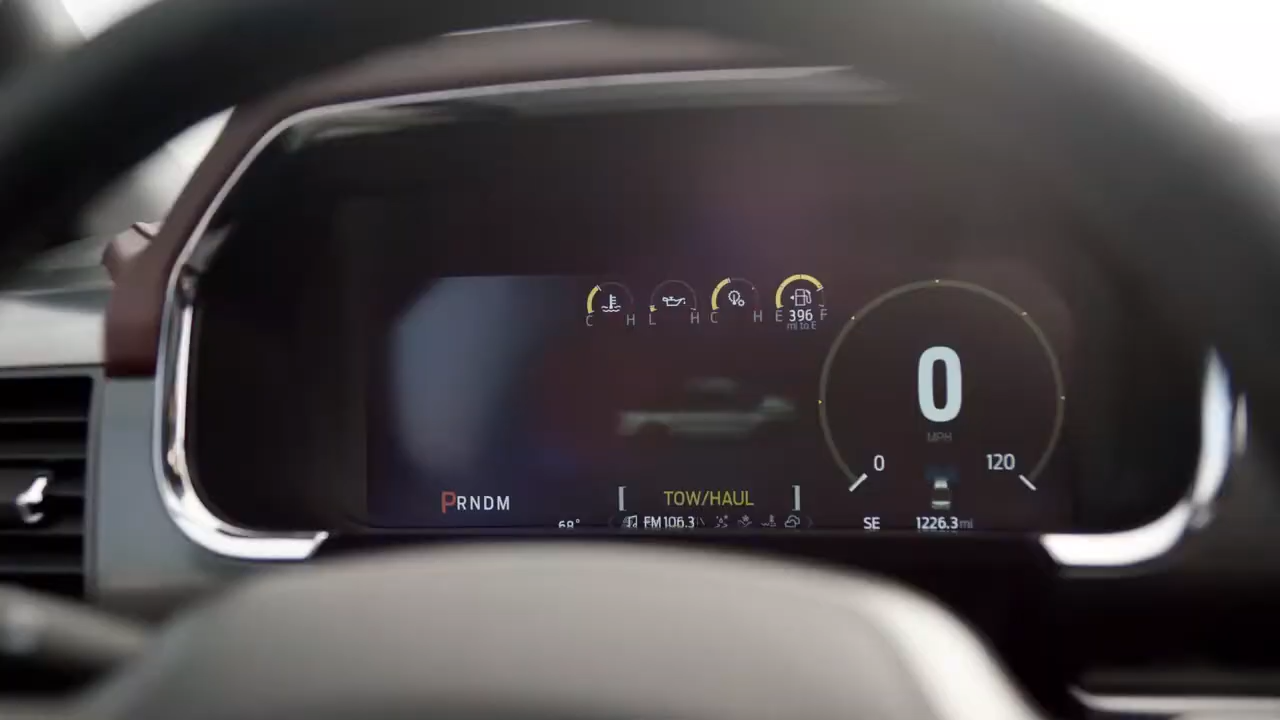 C H L H C H E 396 F
mi to E
0
MPH
0 120
PRNDM [ TOW/HAUL ]
68° FM106.3 SE 1226.3mi